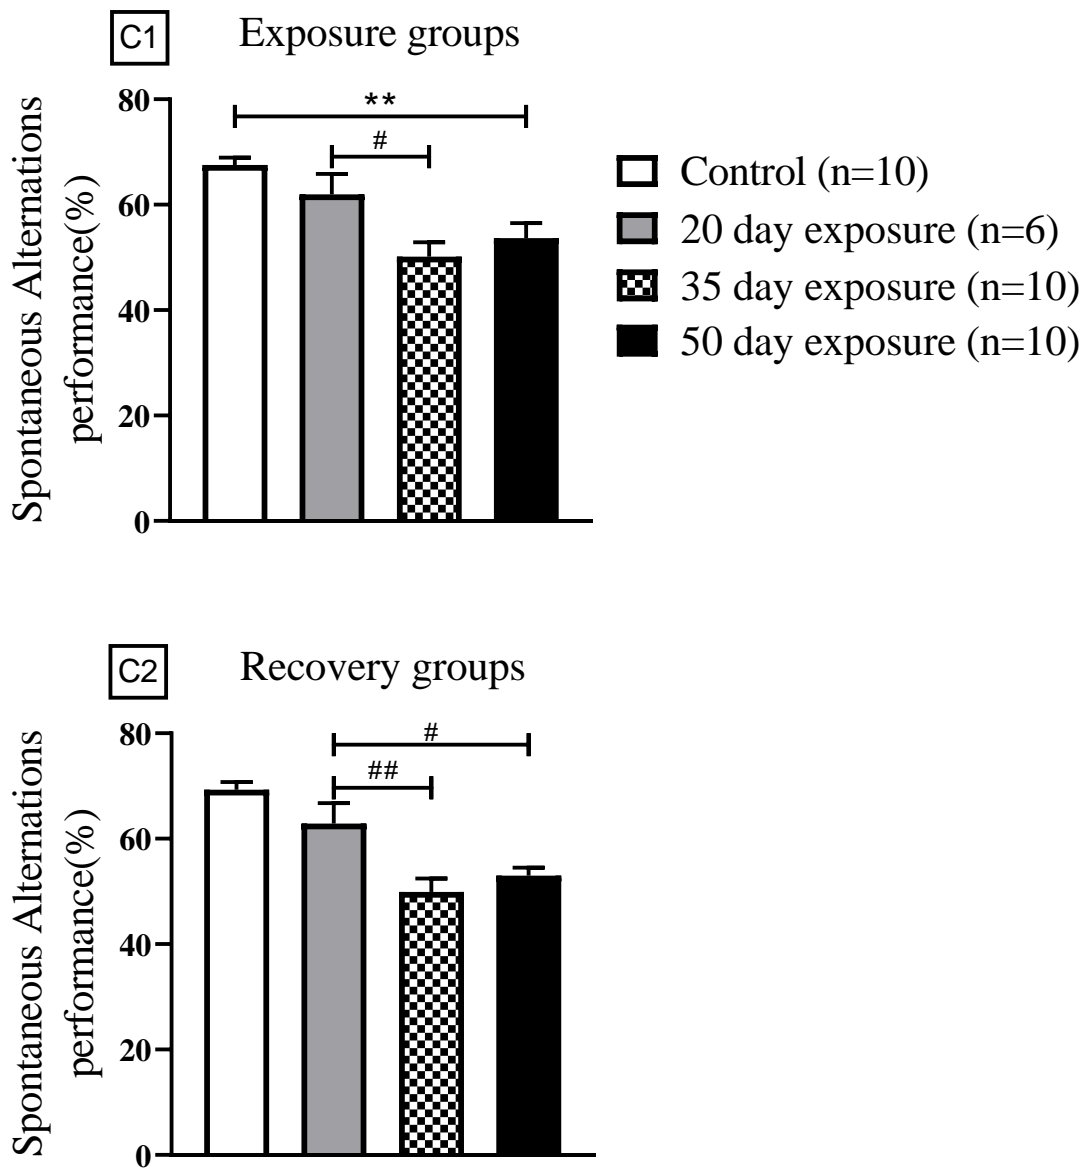 C1
Exposure groups
Spontaneous Alternations
performance(%)
80
60
40
20
0
**
#
Control (n=10)
20 day exposure (n=6)
35 day exposure (n=10)
50 day exposure (n=10)
C2
Recovery groups
Spontaneous Alternations
performance(%)
80
60
40
20
0
#
##